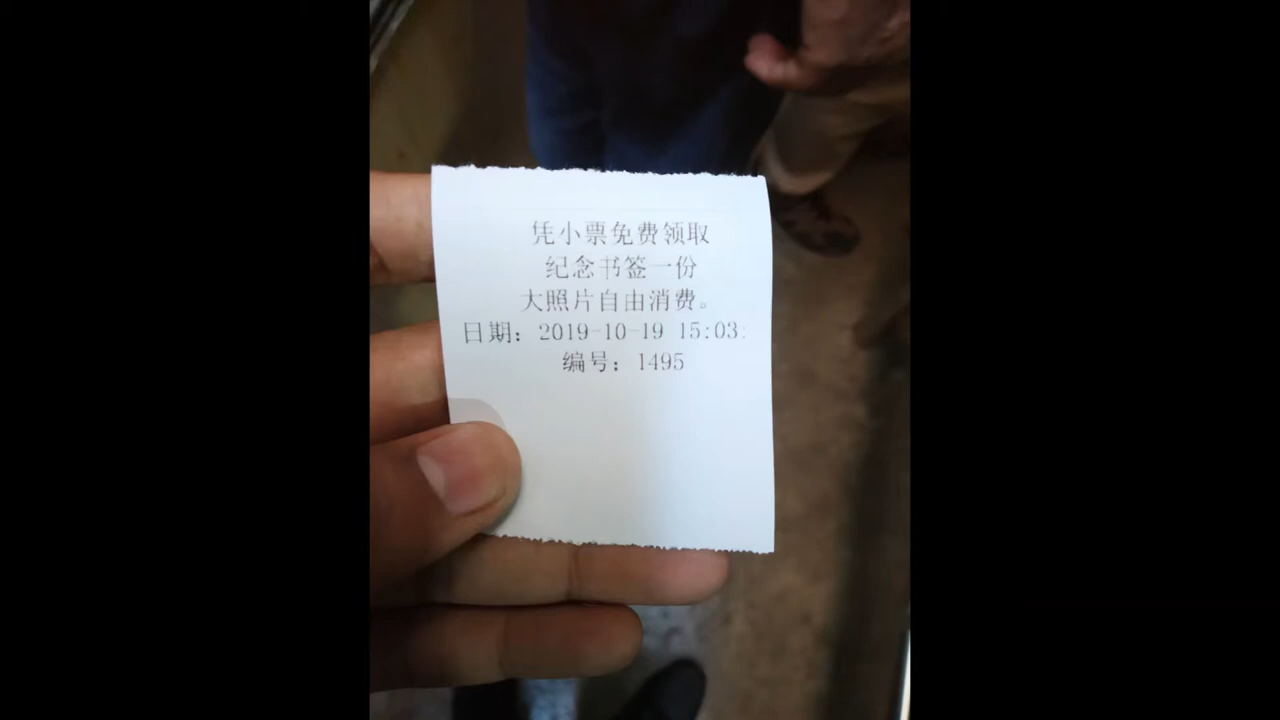 凭小票免费领取
纪念书签一份
大照片自由消费。
日期：2019-10-19 15:03:
编号：1495